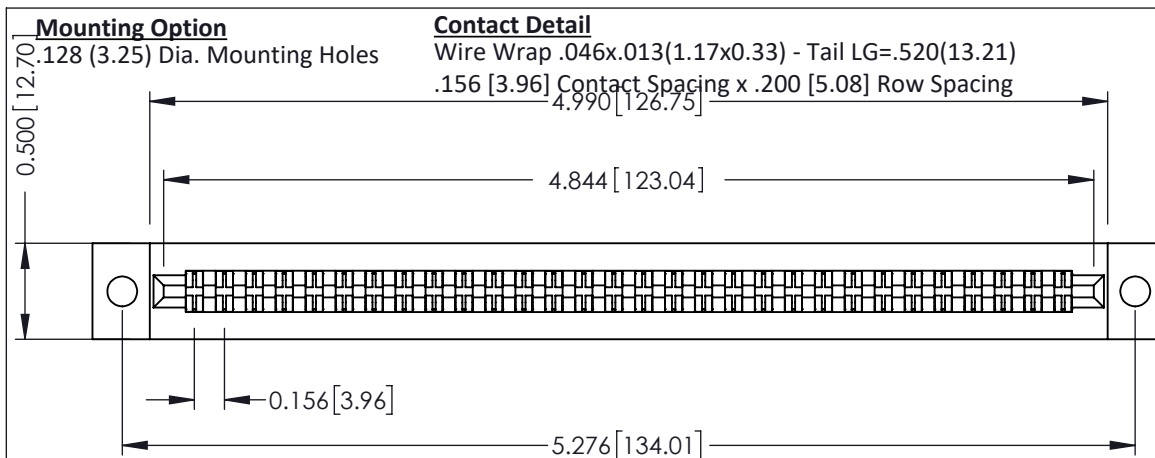 Mounting Option
.128 (3.25) Dia. Mounting Holes
Contact Detail
Wire Wrap .046x.013(1.17x0.33) - Tail LG=.520(13.21)
.156 [3.96] Contact Spacing x .200 [5.08] Row Spacing
0.500 [12.70]
4.990 [126.75]
4.844 [123.04]
0.156 [3.96]
5.276 [134.01]